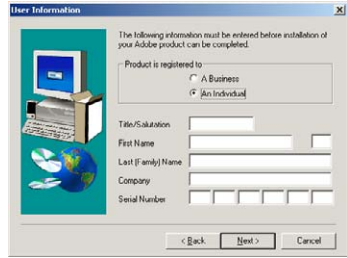 User Information
The following information must be entered before installation of
your Adobe product can be completed.
Product is registered to
A Business
An Individual
Title/Salutation
First Name
Last (Family) Name
Company
Serial Number
< Back
Next >
Cancel